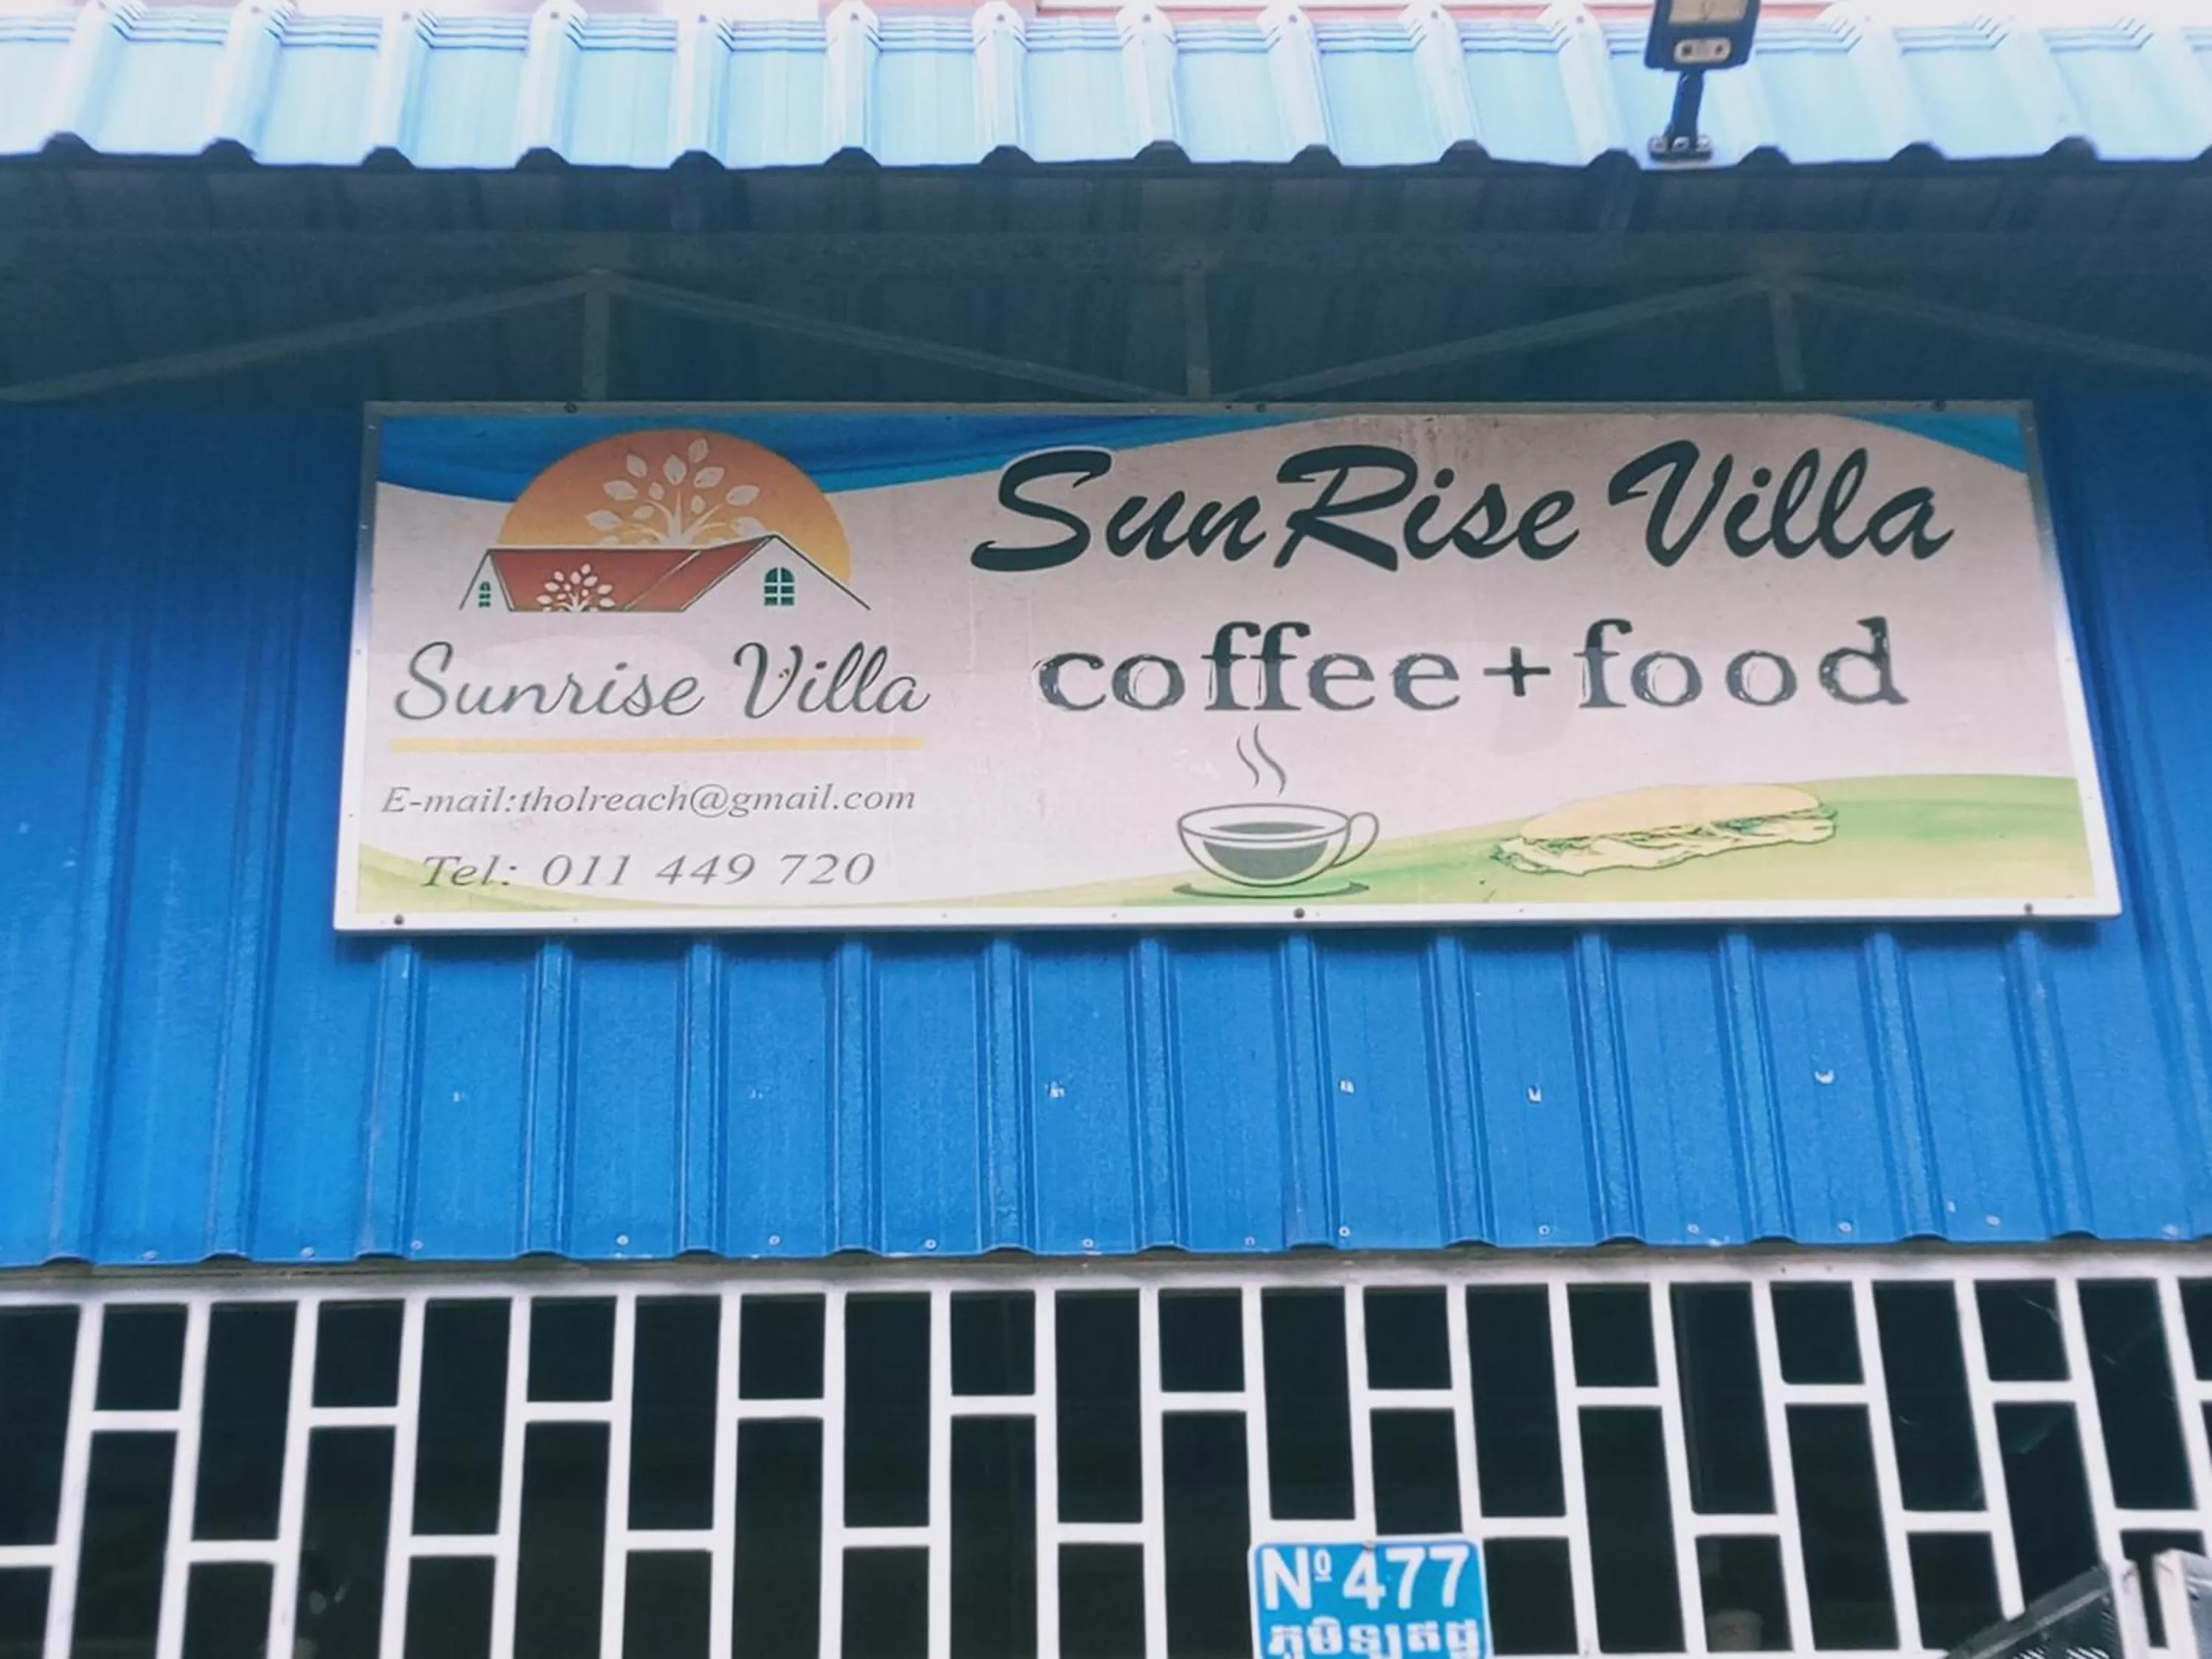 Sunrise Villa
E-mail:tholreach@gmail.com
Tel: 011 449 720
SunRise Villa
coffee+food
Nº 477